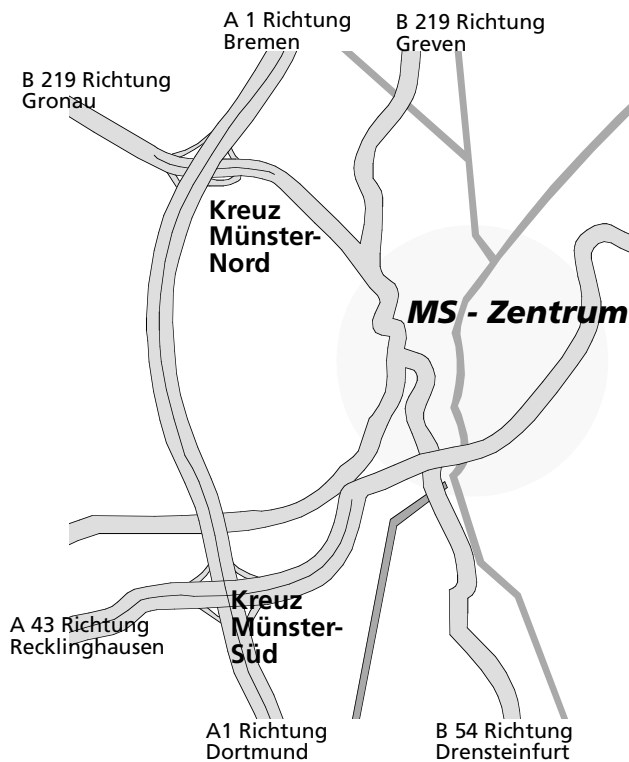 A 1 Richtung
Bremen
B 219 Richtung
Greven
B 219 Richtung
Gronau
Kreuz
Münster-
Nord
MS - Zentrum
Kreuz
Münster-
Süd
A 43 Richtung
Recklinghausen
A1 Richtung
Dortmund
B 54 Richtung
Drensteinfurt